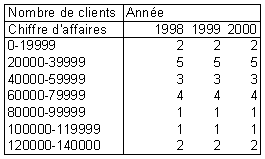 Nombre de clients Année
Chiffre d'affaires 1998 1999 2000
0-19999 2 2 2
20000-39999 5 5 5
40000-59999 3 3 3
60000-79999 4 4 4
80000-99999 1 1 1
100000-119999 1 1 1
120000-140000 2 2 2